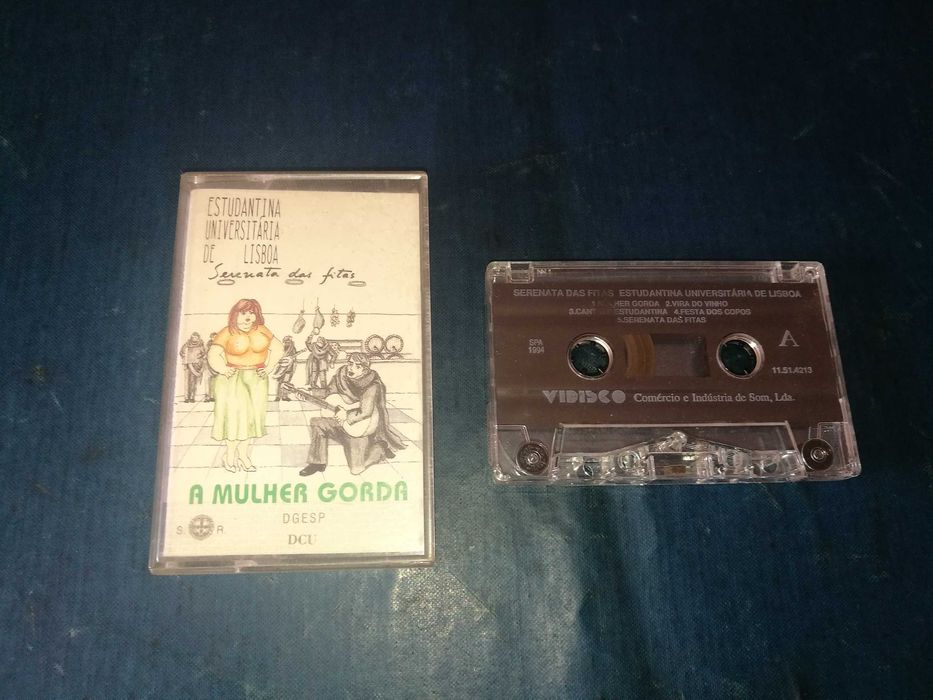 ESTUDANTINA
UNIVERSITÁRIA
DE LISBOA
Serenata das fitas
A MULHER GORDA
DGESP
S. R.
DCU
SERENATA DAS FITAS ESTUDANTINA UNIVERSITÁRIA DE LISBOA
GORDA 2.VIRA DO VINHO
ESTUDANTINA 4.FESTA DOS COPOS
5.SERENATA DAS FITAS
SPA
1994
A
11.51.4213
VIDISCO Comércio e Indústria de Som, Lda.